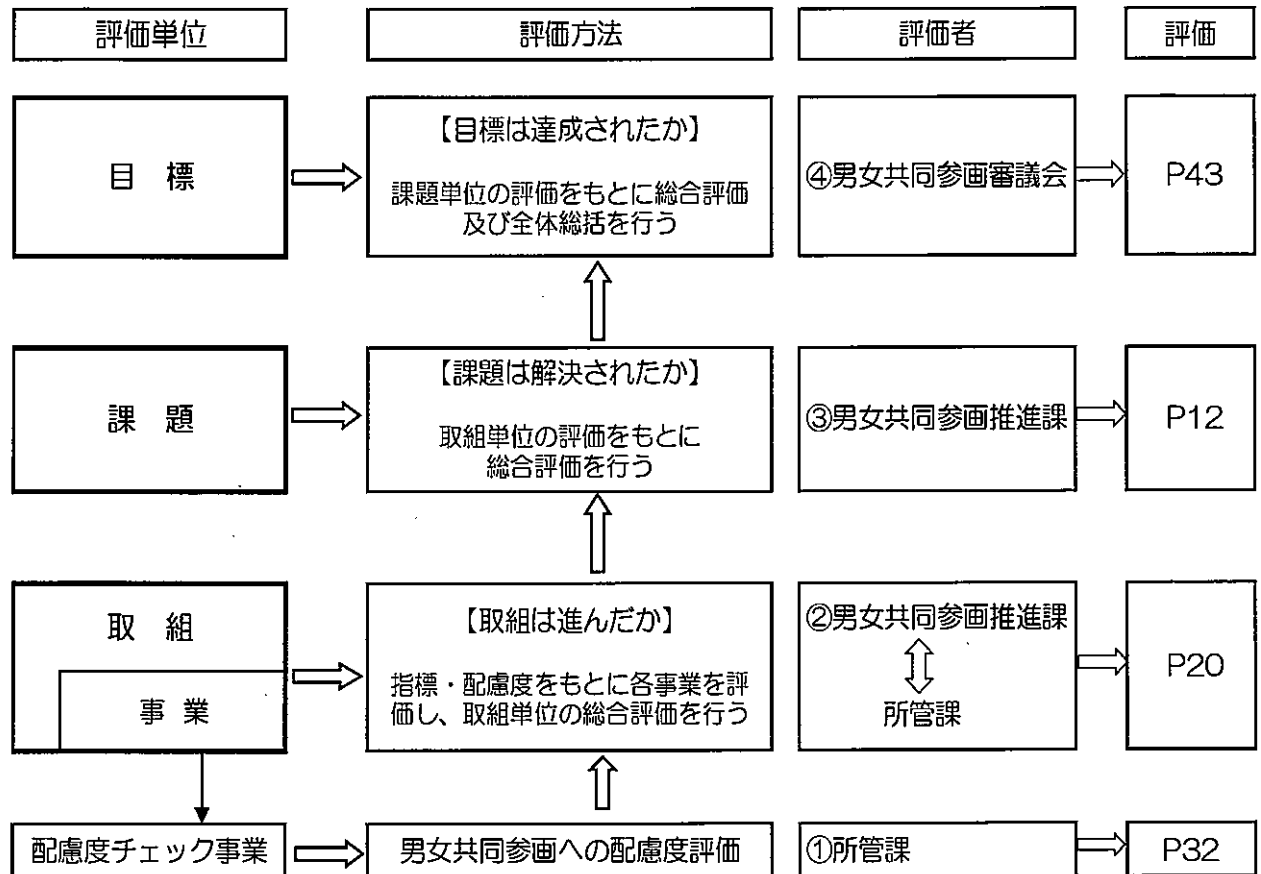 評価単位
評価方法
評価者
評価
目 標
【目標は達成されたか】
課題単位の評価をもとに総合評価
及び全体総括を行う
④男女共同参画審議会
P43
課 題
【課題は解決されたか】
取組単位の評価をもとに
総合評価を行う
③男女共同参画推進課
P12
取 組
事 業
【取組は進んだか】
指標・配慮度をもとに各事業を評
価し、取組単位の総合評価を行う
②男女共同参画推進課
所管課
P20
配慮度チェック事業
男女共同参画への配慮度評価
①所管課
P32